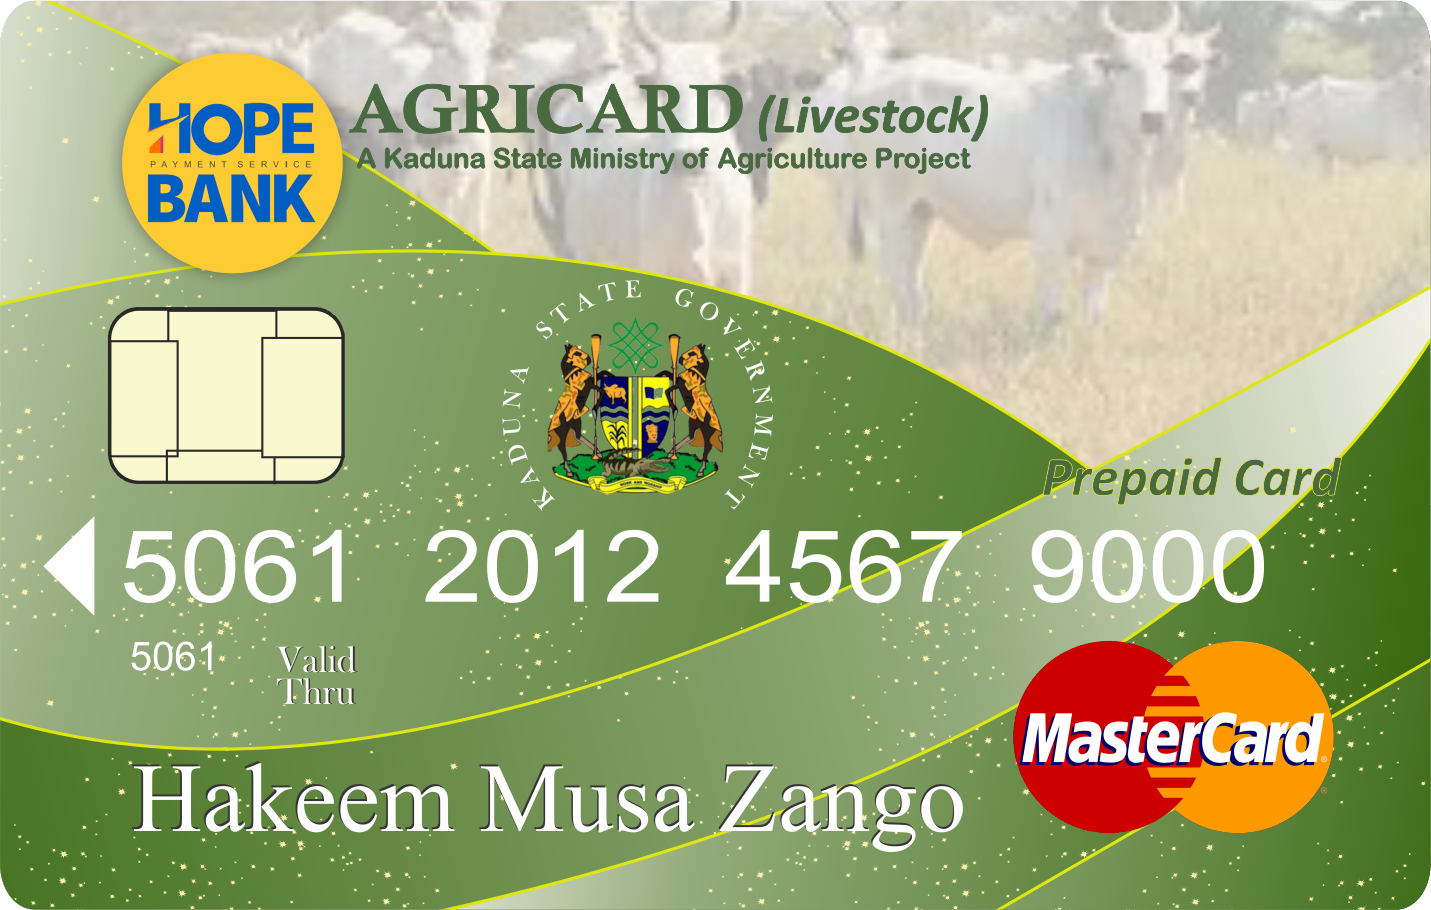 HOPE
PAYMENT SERVICE
BANK
AGRICARD (Livestock)
A Kaduna State Ministry of Agriculture Project
KADUNA STATE GOVERNMENT
Prepaid Card
5061 2012 4567 9000
5061 Valid
Thru
Hakeem Musa Zango
MasterCard